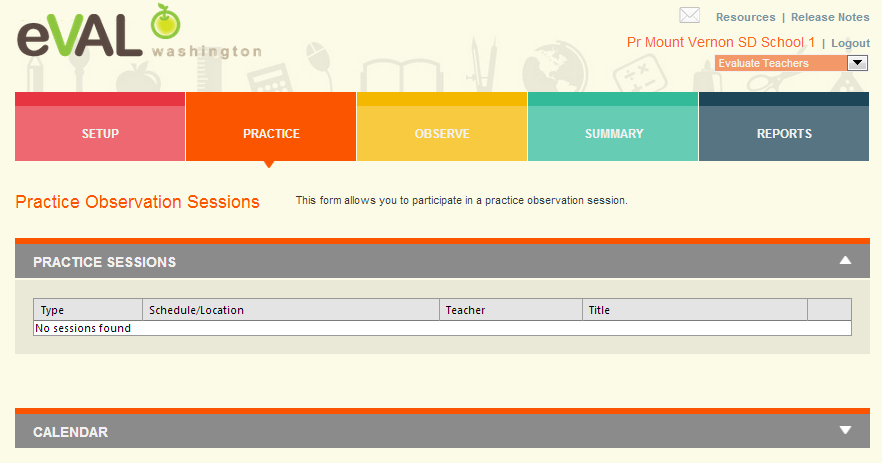 eVAL washington
Resources | Release Notes
Pr Mount Vernon SD School 1 | Logout
Evaluate Teachers
SETUP PRACTICE OBSERVE SUMMARY REPORTS
Practice Observation Sessions This form allows you to participate in a practice observation session.
PRACTICE SESSIONS
Type Schedule/Location Teacher Title
No sessions found
CALENDAR